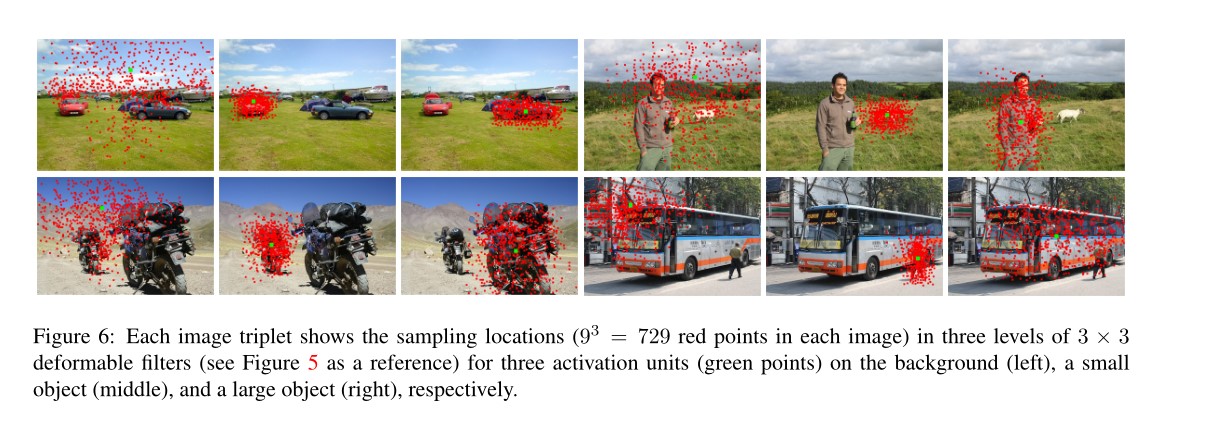 Figure 6: Each image triplet shows the sampling locations (9³ = 729 red points in each image) in three levels of 3 × 3
deformable filters (see Figure 5 as a reference) for three activation units (green points) on the background (left), a small
object (middle), and a large object (right), respectively.